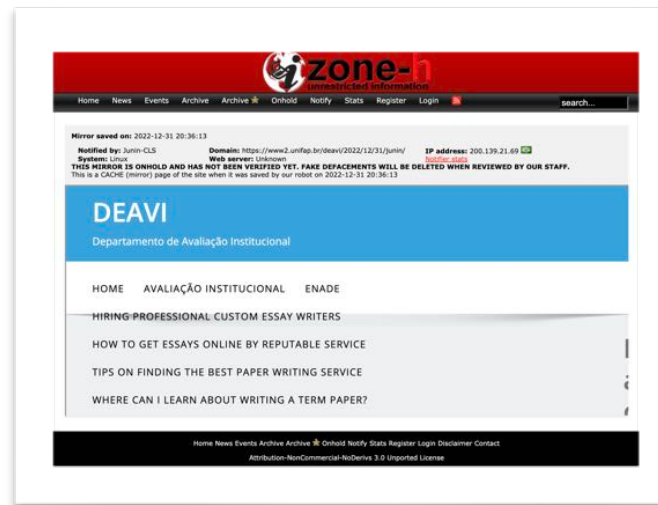 zone-h
unrestricted information
Home News Events Archive Archive Onhold Notify Stats Register Login search...
Mirror saved on: 2022-12-31 20:36:13
Notified by: Junin-CLS Domain: https://www2.unifap.br/deavi/2022/12/31/junin/ IP address: 200.139.21.69
System: Linux Web server: Unknown Notifier stats
THIS MIRROR IS ONHOLD AND HAS NOT BEEN VERIFIED YET. FAKE DEFACEMENTS WILL BE DELETED WHEN REVIEWED BY OUR STAFF.
This is a CACHE (mirror) page of the site when it was saved by our robot on 2022-12-31 20:36:13
DEAVI
Departamento de Avaliação Institucional
HOME AVALIAÇÃO INSTITUCIONAL ENADE
HIRING PROFESSIONAL CUSTOM ESSAY WRITERS
HOW TO GET ESSAYS ONLINE BY REPUTABLE SERVICE
TIPS ON FINDING THE BEST PAPER WRITING SERVICE
WHERE CAN I LEARN ABOUT WRITING A TERM PAPER?
Home News Events Archive Archive Onhold Notify Stats Register Login Disclaimer Contact
Attribution-NonCommercial-NoDerivs 3.0 Unported License